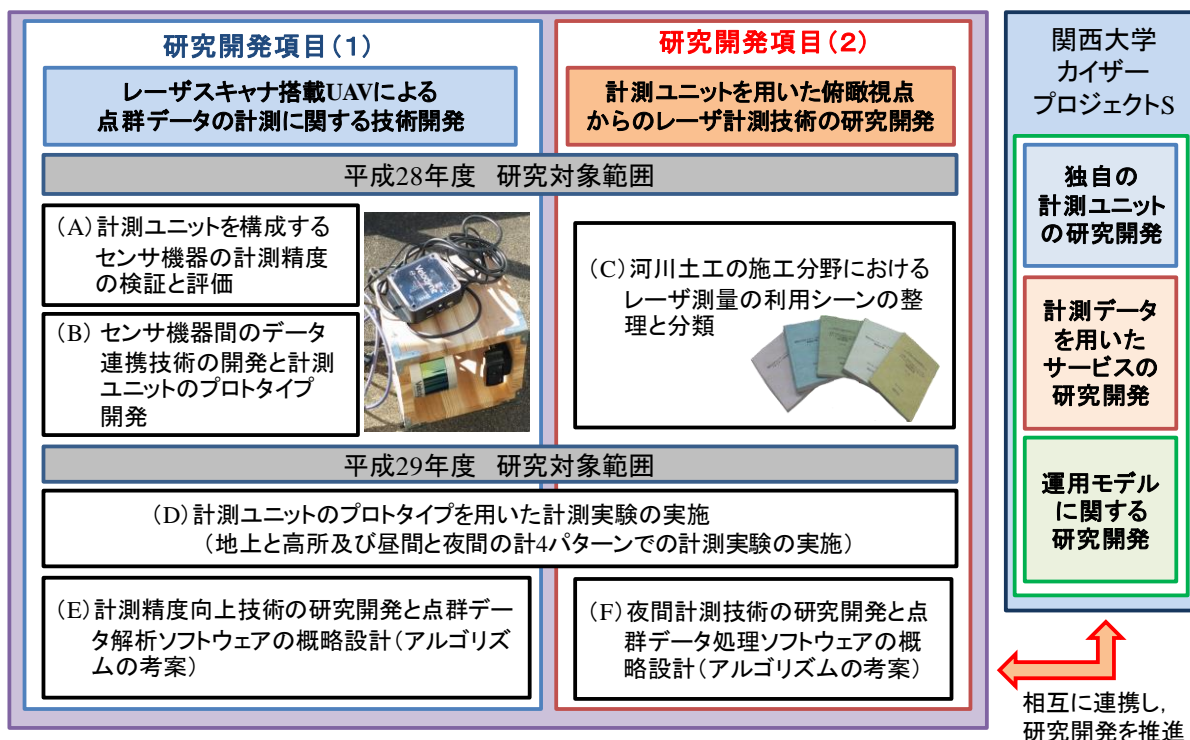 研究開発項目（1）
レーザスキャナ搭載UAVによる
点群データの計測に関する技術開発
研究開発項目（2）
計測ユニットを用いた俯瞰視点
からのレーザ計測技術の研究開発
平成28年度　研究対象範囲
（A）計測ユニットを構成する
センサ機器の計測精度
の検証と評価
（B）センサ機器間のデータ
連携技術の開発と計測
ユニットのプロトタイプ
開発
Velodyne
（C）河川土工の施工分野における
レーザ測量の利用シーンの整
理と分類
平成29年度　研究対象範囲
（D）計測ユニットのプロトタイプを用いた計測実験の実施
（地上と高所及び昼間と夜間の計4パターンでの計測実験の実施）
（E）計測精度向上技術の研究開発と点群デー
タ解析ソフトウェアの概略設計（アルゴリズ
ムの考案）
（F）夜間計測技術の研究開発と点
群データ処理ソフトウェアの概
略設計（アルゴリズムの考案）
関西大学
カイザー
プロジェクトS
独自の
計測ユニット
の研究開発
計測データ
を用いた
サービスの
研究開発
運用モデル
に関する
研究開発
相互に連携し，
研究開発を推進